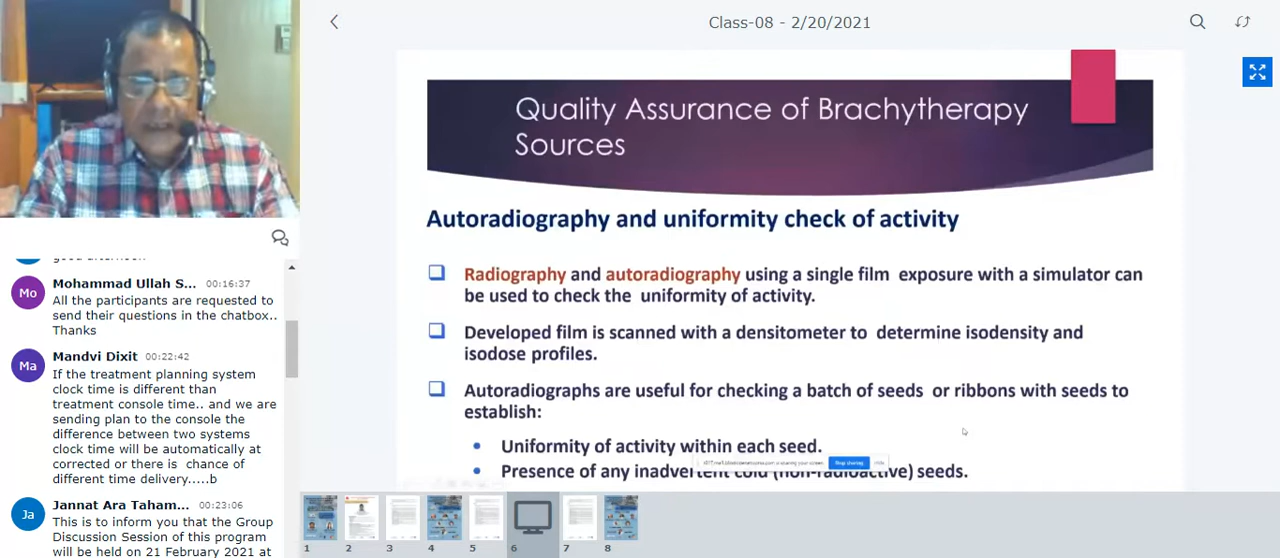 Class-08 - 2/20/2021
Mohammad Ullah S... 00:16:37
All the participants are requested to
send their questions in the chatbox..
Thanks
Mandvi Dixit 00:22:42
If the treatment planning system
clock time is different than
treatment console time.. and we are
sending plan to the console the
difference between two systems
clock time will be automatically at
corrected or there is chance of
different time delivery.....b
Jannat Ara Taham... 00:23:06
This is to inform you that the Group
Discussion Session of this program
will be held on 21 February 2021 at
Mo
Ma
Ja
Quality Assurance of Brachytherapy
Sources
Autoradiography and uniformity check of activity
Radiography and autoradiography using a single film exposure with a simulator can
be used to check the uniformity of activity.
Developed film is scanned with a densitometer to determine isodensity and
isodose profiles.
Autoradiographs are useful for checking a batch of seeds or ribbons with seeds to
establish:
Uniformity of activity within each seed.
Presence of any inadvertent cold (non-radioactive) seeds.
is sharing your screen. Stop sharing Hide
1 2 3 4 5 6 7 8